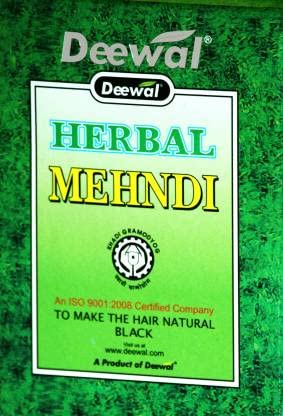 Deewal®
Deewal®
HERBAL
MEHNDI
KHADI GRAMODYOG
An ISO 9001:2008 Certified Company
TO MAKE THE HAIR NATURAL
BLACK
Visit us at
www.deewal.com
A Product of Deewal®